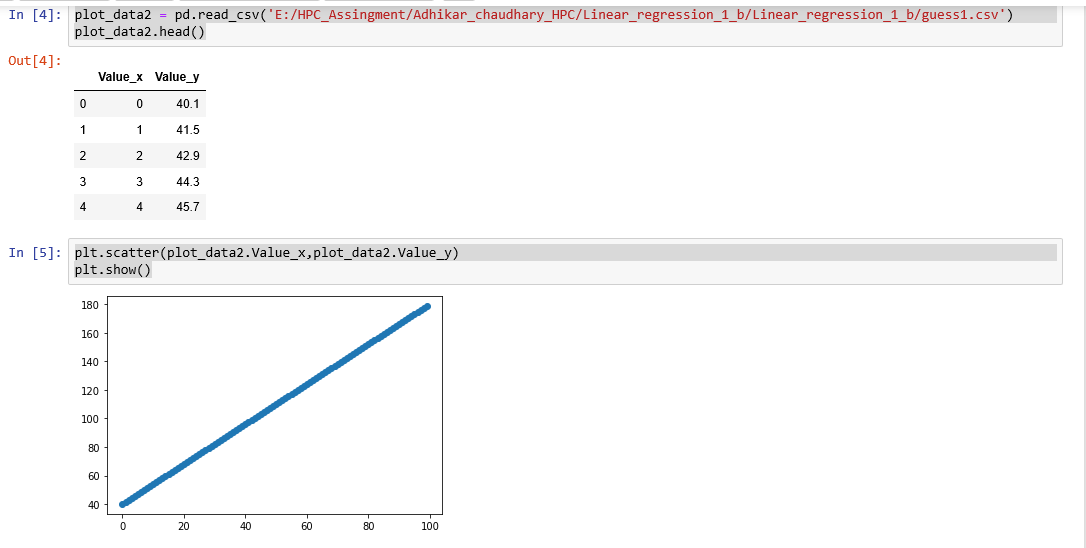 In [4]: plot_data2 = pd.read_csv('E:/HPC_Assingment/Adhikar_chaudhary_HPC/Linear_regression_1_b/Linear_regression_1_b/guess1.csv')
plot_data2.head()
Out[4]:
Value_x Value_y
0 0 40.1
1 1 41.5
2 2 42.9
3 3 44.3
4 4 45.7
In [5]: plt.scatter(plot_data2.Value_x,plot_data2.Value_y)
plt.show()
180
160
140
120
100
80
60
40
0 20 40 60 80 100